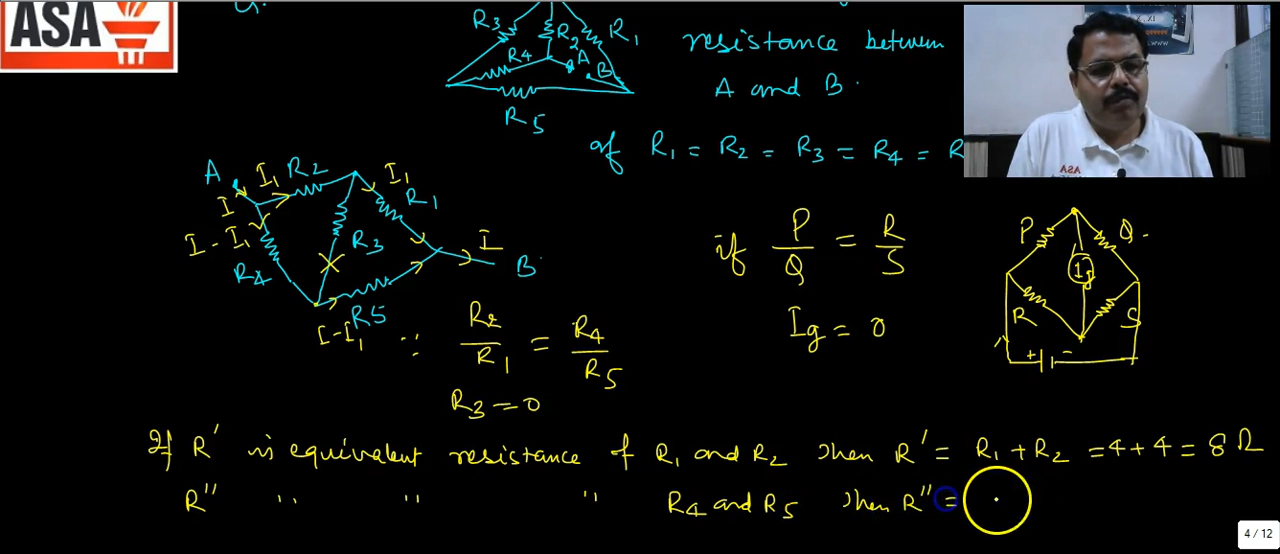 ASA
R3 R2 R1 resistance between
R4 A B
A and B.
R5
If R1 = R2 = R3 = R4 = R
A I1 R2 I1
I R1
I - I1 R3 I
R4 B.
R5
I-I1
∵ R2/R1 = R4/R5
R3 = 0
if P/Q = R/S
Ig = 0
P Q
Ig
R S
+ -
If R' is equivalent resistance of R1 and R2 then R' = R1 + R2 = 4 + 4 = 8 Ω
R'' '' '' '' R4 and R5 then R'' =
4 / 12